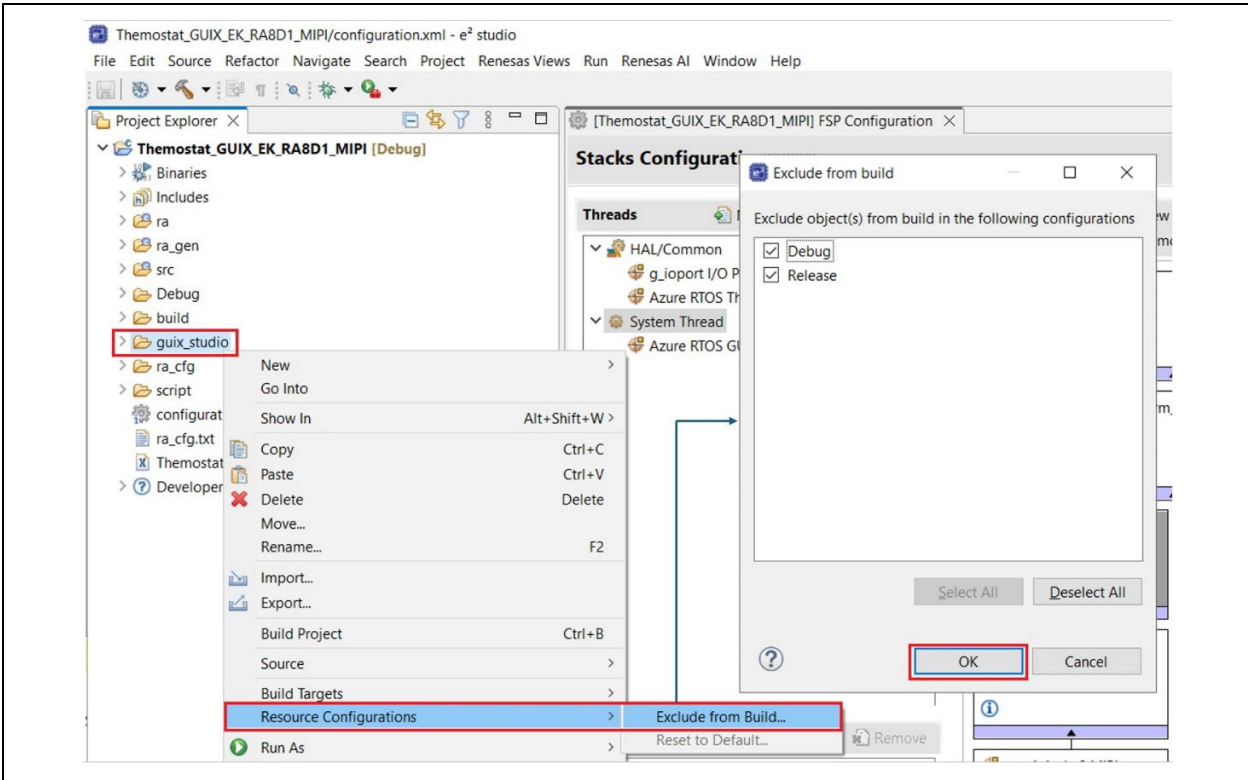 Themostat_GUIX_EK_RA8D1_MIPI/configuration.xml - e² studio
File Edit Source Refactor Navigate Search Project Renesas Views Run Renesas AI Window Help
Project Explorer
Themostat_GUIX_EK_RA8D1_MIPI [Debug]
Binaries
Includes
ra
ra_gen
src
Debug
build
guix_studio
ra_cfg
script
configurat
ra_cfg.txt
Themostat
Developer
New
Go Into
Show In Alt+Shift+W
Copy Ctrl+C
Paste Ctrl+V
Delete Delete
Move...
Rename... F2
Import...
Export...
Build Project Ctrl+B
Source
Build Targets
Resource Configurations
Run As
Exclude from Build...
Reset to Default...
Remove
[Themostat_GUIX_EK_RA8D1_MIPI] FSP Configuration
Stacks Configurati
Threads
HAL/Common
g_ioport I/O P
Azure RTOS Th
System Thread
Azure RTOS GU
Exclude from build
Exclude object(s) from build in the following configurations
Debug
Release
Select All Deselect All
OK Cancel